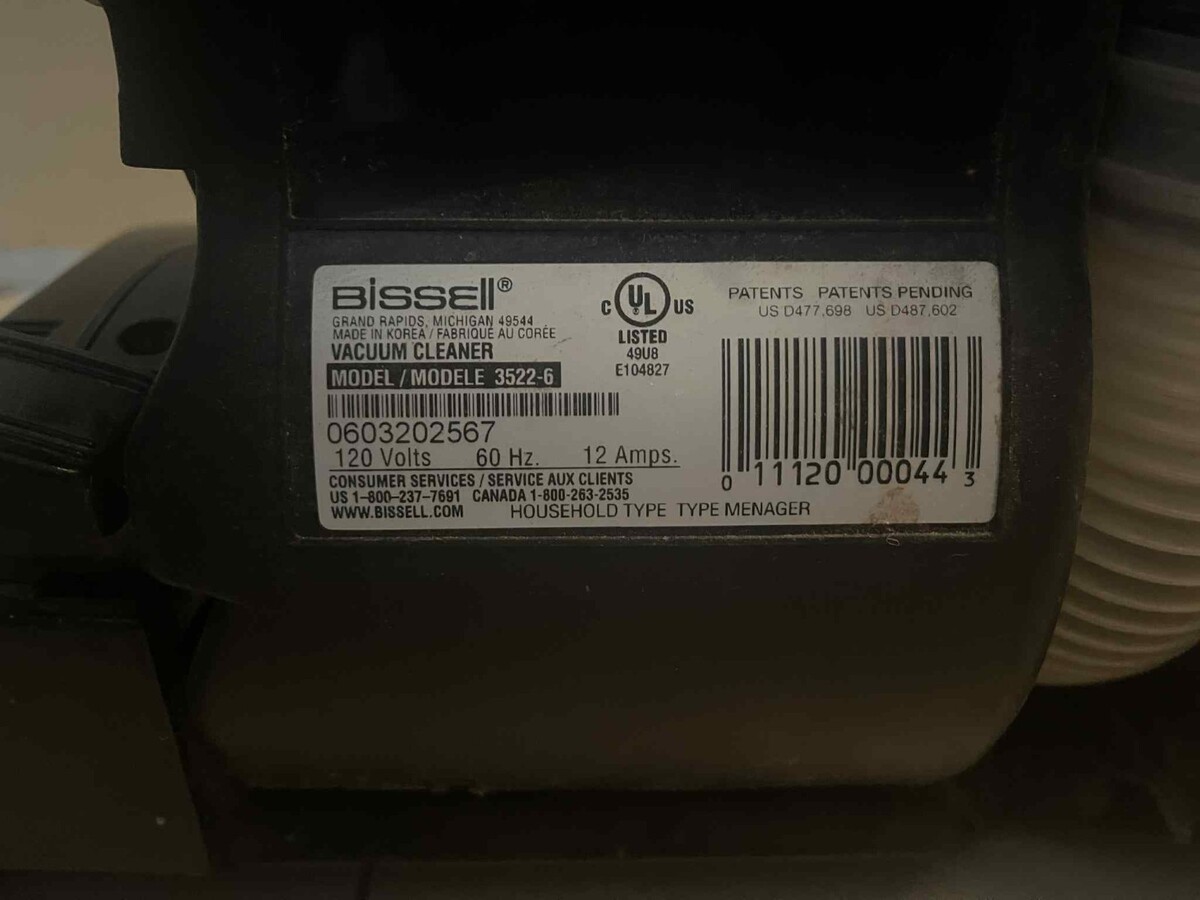 BISSELL®
GRAND RAPIDS, MICHIGAN 49544
MADE IN KOREA / FABRIQUÉ AU CORÉE
VACUUM CLEANER
MODEL / MODELE 3522-6
0603202567
120 Volts 60 Hz. 12 Amps.
CONSUMER SERVICES / SERVICE AUX CLIENTS
US 1-800-237-7691 CANADA 1-800-263-2535
WWW.BISSELL.COM HOUSEHOLD TYPE TYPE MENAGER
C UL® US
LISTED
49U8
E104827
PATENTS PATENTS PENDING
US D477,698 US D487,602
0 11120 00044 3